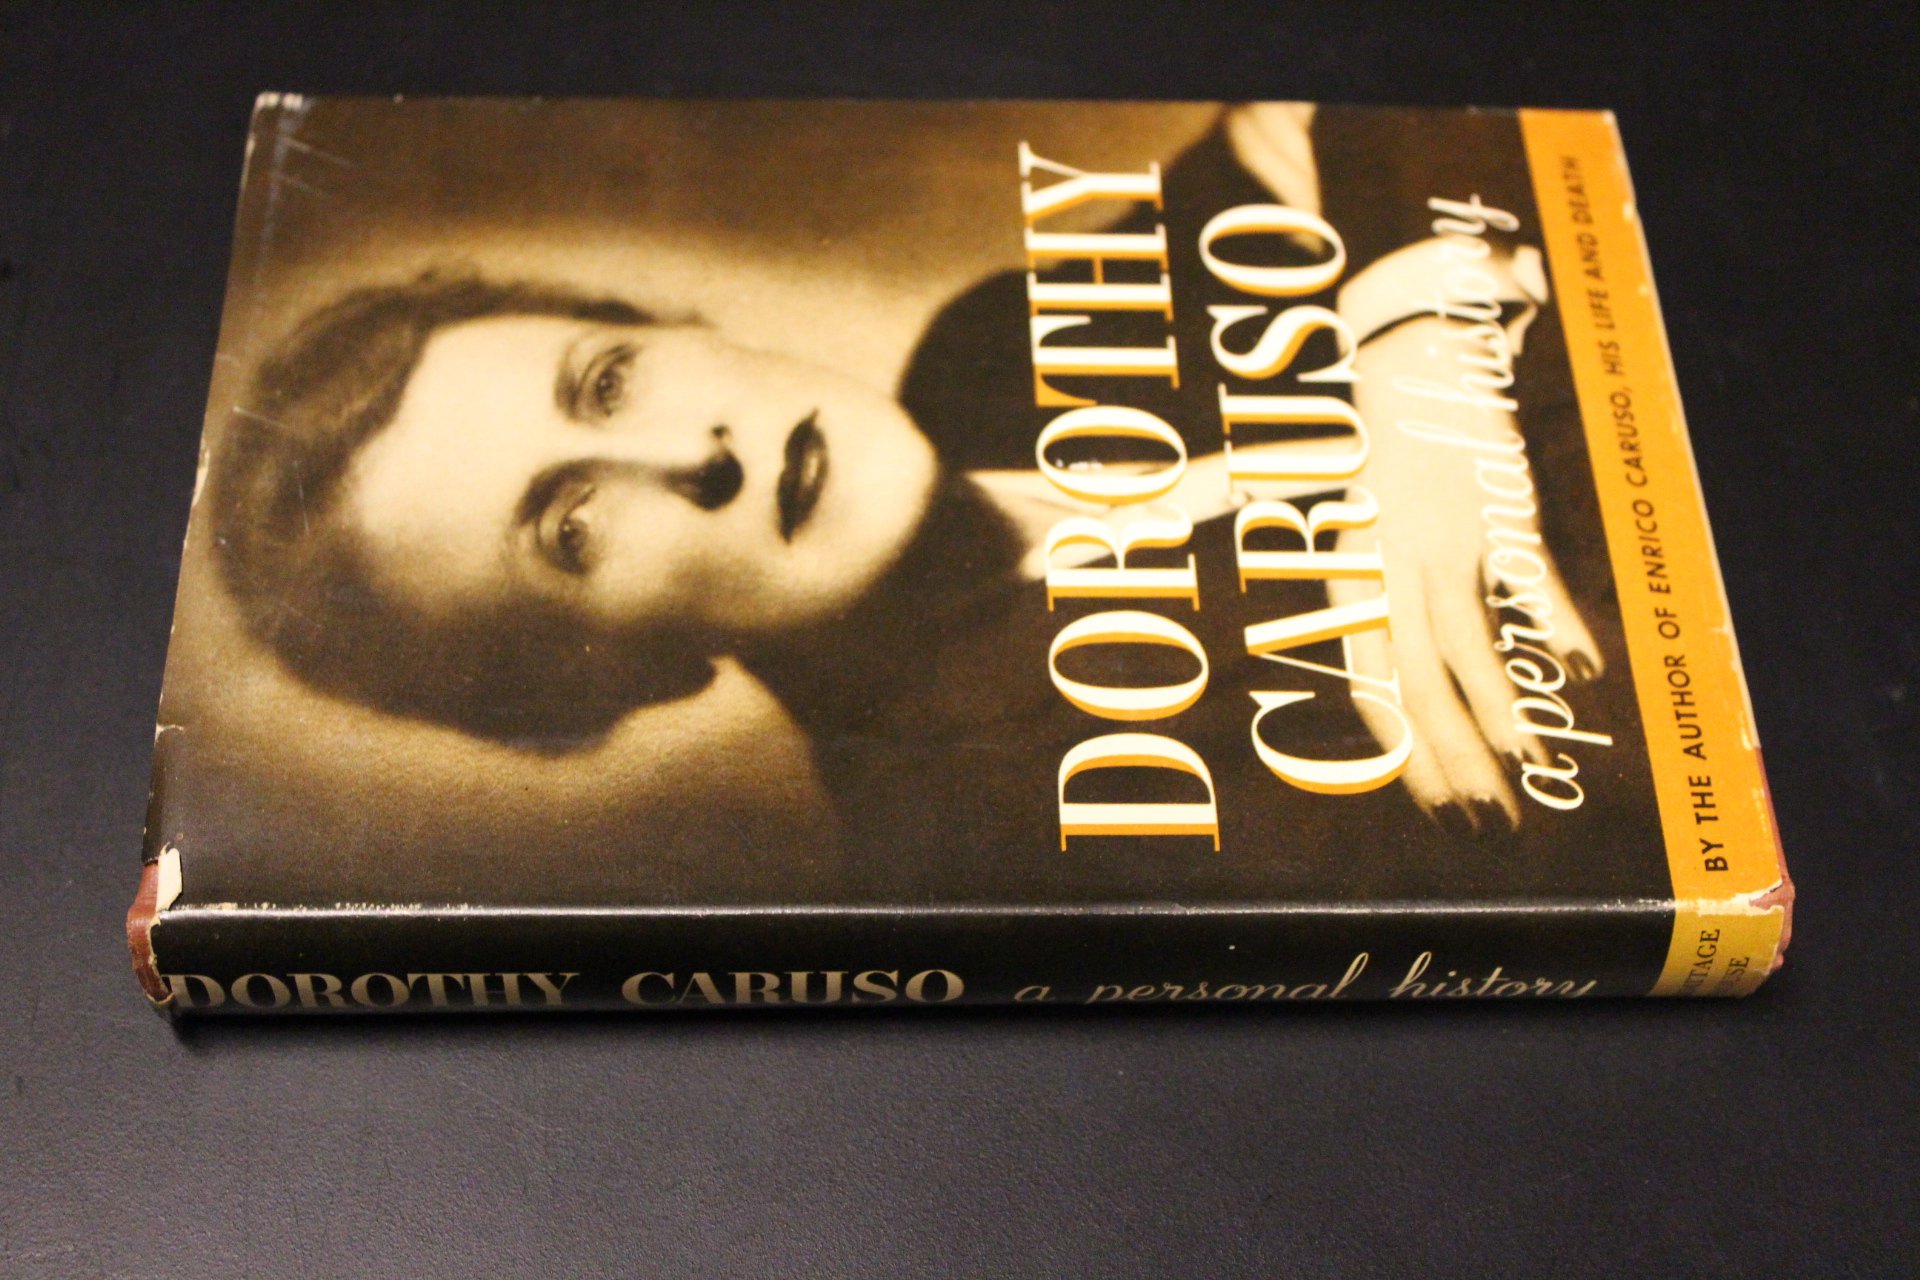 DOROTHY
CARUSO
a personal history
BY THE AUTHOR OF ENRICO CARUSO, HIS LIFE AND DEATH
DOROTHY CARUSO a personal history